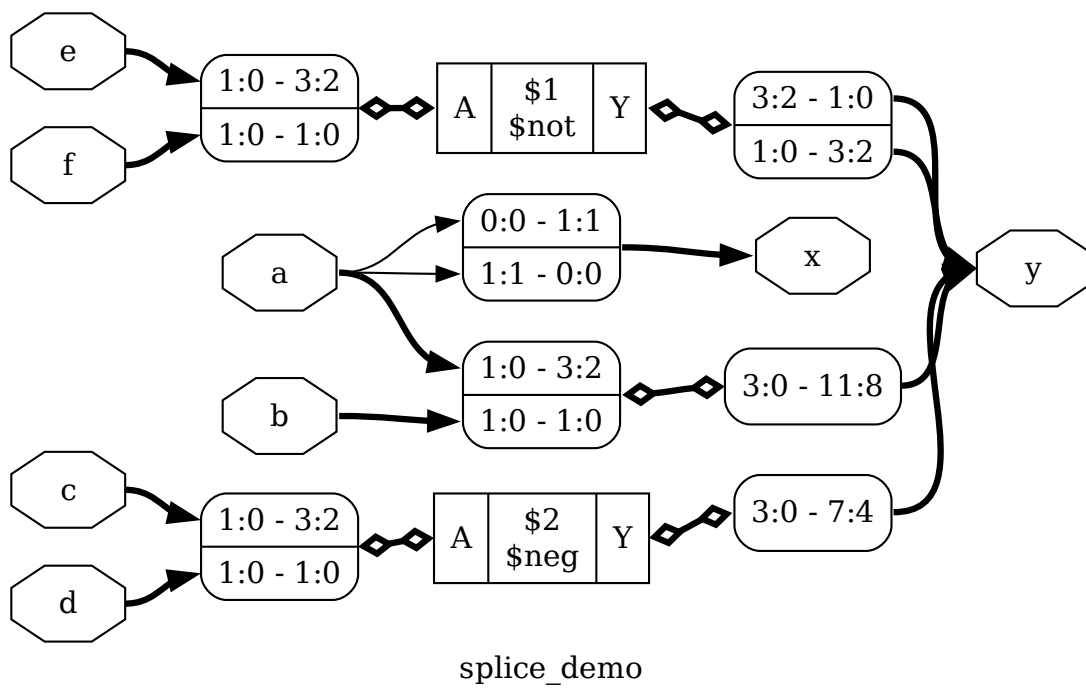 e
f
1:0 - 3:2
1:0 - 1:0
A
$1
$not
Y
3:2 - 1:0
1:0 - 3:2
a
0:0 - 1:1
1:1 - 0:0
x
y
b
1:0 - 3:2
1:0 - 1:0
3:0 - 11:8
c
d
1:0 - 3:2
1:0 - 1:0
A
$2
$neg
Y
3:0 - 7:4
splice_demo